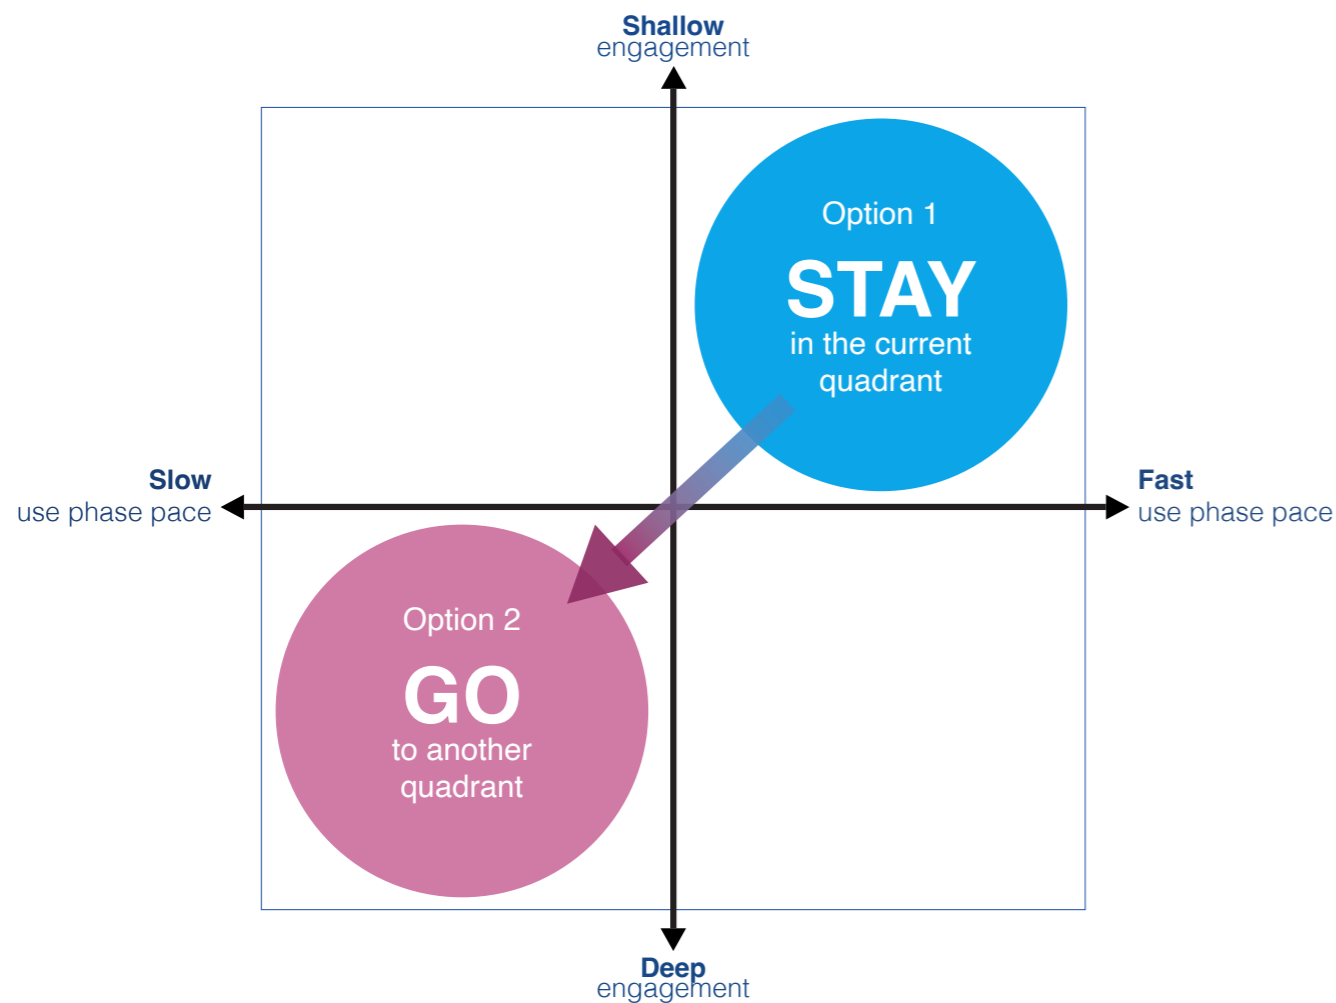 Shallow
engagement
Option 1
STAY
in the current
quadrant
Slow
use phase pace
Fast
use phase pace
Option 2
GO
to another
quadrant
Deep
engagement